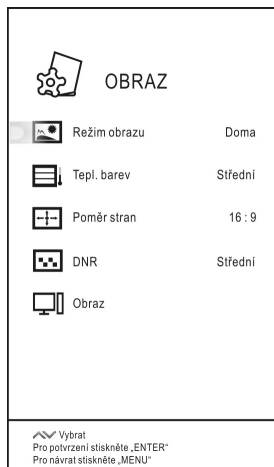 OBRAZ
Režim obrazu Doma
Tepl. barev Střední
Poměr stran 16 : 9
DNR Střední
Obraz
Vybrat
Pro potvrzení stiskněte „ENTER“
Pro návrat stiskněte „MENU“